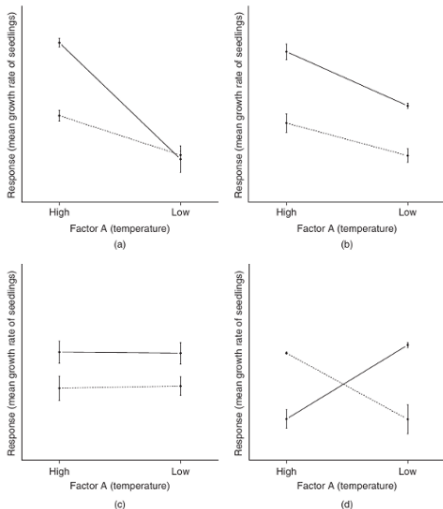 Response (mean growth rate of seedlings)
High
Low
Factor A (temperature)
(a)
Response (mean growth rate of seedlings)
High
Low
Factor A (temperature)
(b)
Response (mean growth rate of
seedlings)
High
Low
Factor A (temperature)
(c)
Response (mean growth rate of seedlings)
High
Low
Factor A (temperature)
(d)